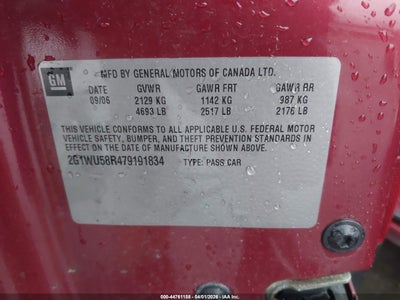 GM
MFD BY GENERAL MOTORS OF CANADA LTD.
DATE GVWR GAWR FRT GAWR RR
09/06 2129 KG 1142 KG 987 KG
4693 LB 2517 LB 2176 LB
THIS VEHICLE CONFORMS TO ALL APPLICABLE U.S. FEDERAL MOTOR
VEHICLE SAFETY, BUMPER, AND THEFT PREVENTION STANDARDS
IN EFFECT ON THE DATE OF MANUFACTURE SHOWN ABOVE.
2G1WU58R479191834 TYPE: PASS CAR
IAA-(US) - 44761158 - 04/01/2026 - IAA-(US)